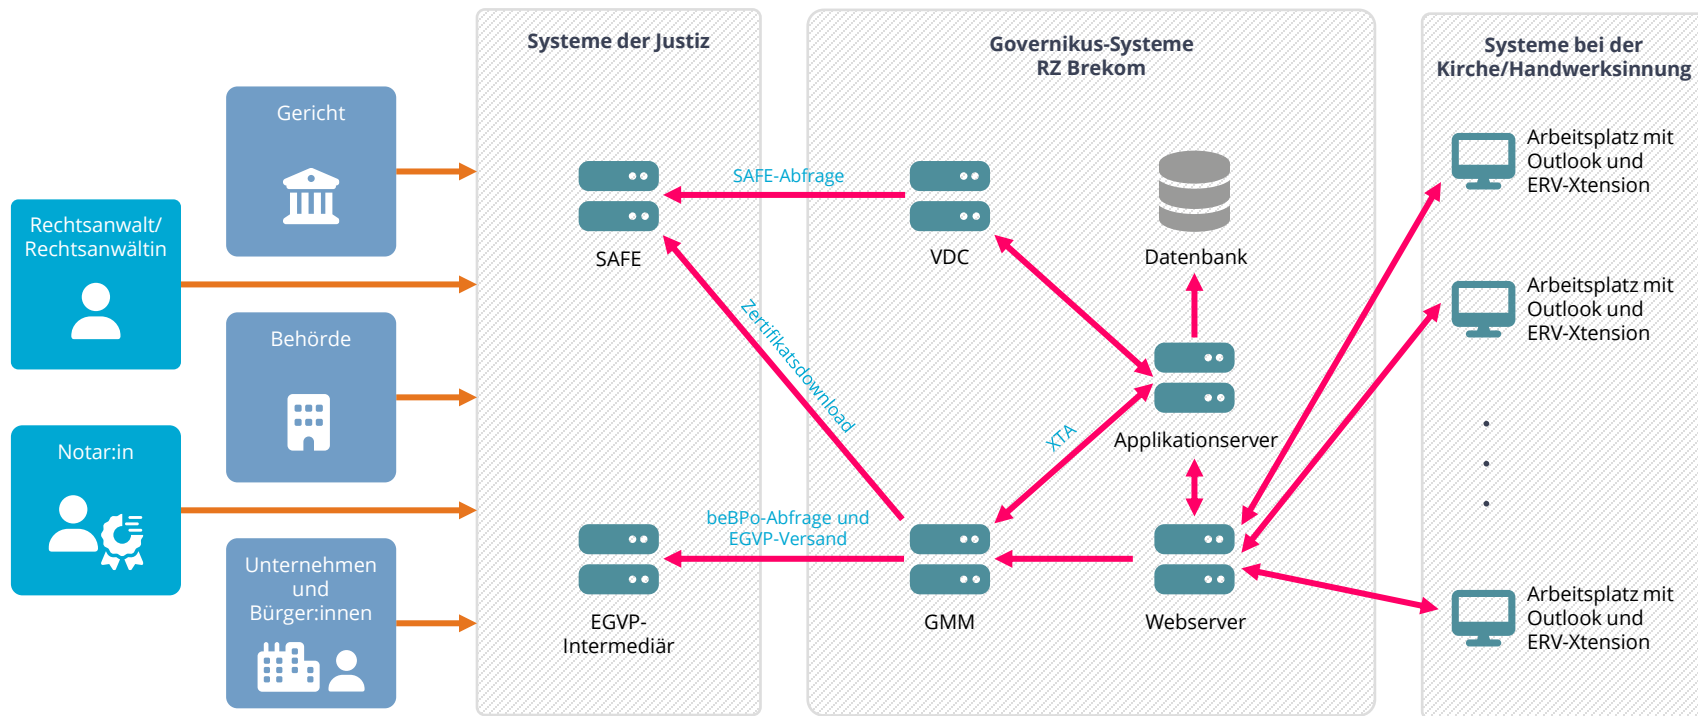 Gericht
Rechtsanwalt/
Rechtsanwältin
Behörde
Notar:in
Unternehmen
und
Bürger:innen
Systeme der Justiz
SAFE
EGVP-
Intermediär
SAFE-Abfrage
Zertifikatsdownload
beBPo-Abfrage und
EGVP-Versand
Governikus-Systeme
RZ Brekom
VDC
Datenbank
Applikationserver
XTA
GMM
Webserver
Systeme bei der
Kirche/Handwerksinnung
Arbeitsplatz mit
Outlook und
ERV-Xtension
Arbeitsplatz mit
Outlook und
ERV-Xtension
Arbeitsplatz mit
Outlook und
ERV-Xtension